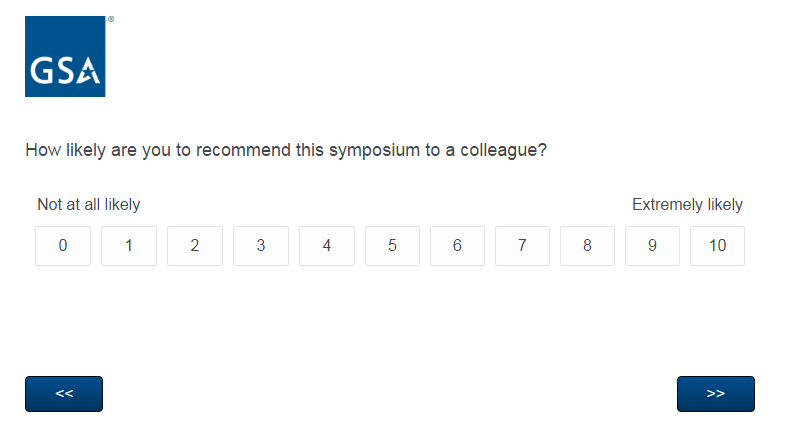 GSA®
How likely are you to recommend this symposium to a colleague?
Not at all likely Extremely likely
0 1 2 3 4 5 6 7 8 9 10
<< >>